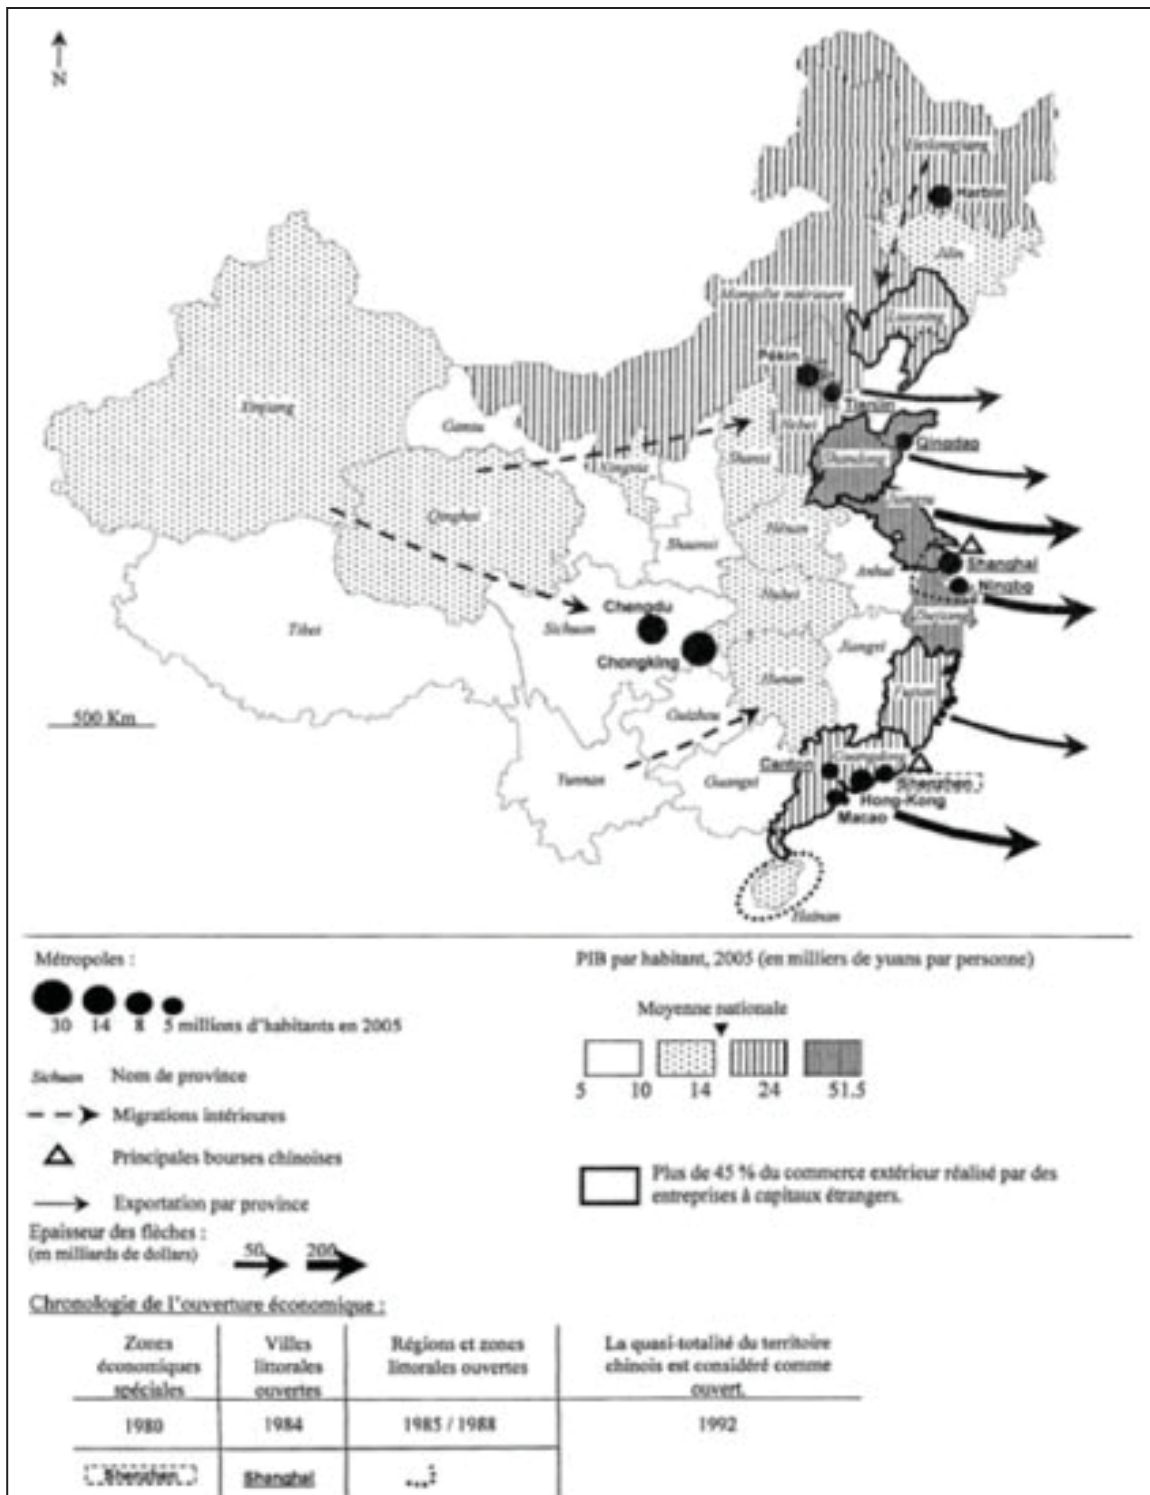 N
Heilongjiang
Harbin
Jilin
Mongolie intérieure
Liaoning
Pékin
Tianjin
Xinjiang
Gansu
Hebei
Shanxi
Qingdao
Shandong
Ningxia
Qinghai
Jiangsu
Hénan
Shaanxi
Shanghai
Anhui
Ningbo
Hubei
Zhejiang
Chengdu
Tibet
Sichuan
Jiangxi
Chongking
Hunan
Fujian
500 Km
Guizhou
Canton
Guangdong
Yunnan
Guangxi
Shenzhen
Hong-Kong
Macao
Hainan
Métropoles :
30 14 8 5 millions d'habitants en 2005
Sichuan Nom de province
Migrations intérieures
Principales bourses chinoises
Exportation par province
Epaisseur des flèches :
(m milliards de dollars)
50 200
PIB par habitant, 2005 (en milliers de yuans par personne)
Moyenne nationale
5 10 14 24 51.5
Plus de 45 % du commerce extérieur réalisé par des
entreprises à capitaux étrangers.
Chronologie de l'ouverture économique :
Zones
économiques
spéciales
Villes
littorales
ouvertes
Régions et zones
littorales ouvertes
La quasi-totalité du territoire
chinois est considéré comme
ouvert.
1980 1984 1985 / 1988 1992
Shenzhen Shanghai